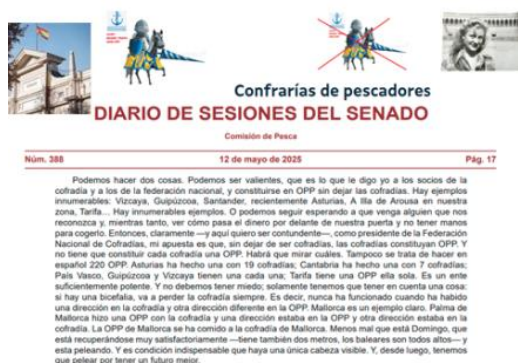 Confrarías de pescadores
DIARIO DE SESIONES DEL SENADO
Comisión de Pesca
Núm. 388 12 de mayo de 2025 Pág. 17
Podemos hacer dos cosas. Podemos ser valientes, que es lo que le digo yo a los socios de la
cofradía y a los de la federación nacional, y constituirse en OPP sin dejar las cofradías. Hay ejemplos
innumerables: Vizcaya, Guipúzcoa, Santander, recientemente Asturias, A Illa de Arousa en nuestra
zona, Tarifa... Hay innumerables ejemplos. O podemos seguir esperando a que venga alguien que nos
reconozca y, mientras tanto, ver cómo pasa el dinero por delante de nuestra puerta y no tener manos
para cogerlo. Entonces, claramente —y aquí quiero ser contundente—, como presidente de la Federación
Nacional de Cofradías, mi apuesta es que, sin dejar de ser cofradías, las cofradías constituyan OPP. Y
no tiene que constituir cada cofradía una OPP. Habrá que mirar cuáles. Tampoco se trata de hacer en
español 220 OPP. Asturias ha hecho una con 19 cofradías; Cantabria ha hecho una con 7 cofradías;
País Vasco, Guipúzcoa y Vizcaya tienen una cada una; Tarifa tiene una OPP ella sola. Es un ente
suficientemente potente. Y no debemos tener miedo; solamente tenemos que tener en cuenta una cosa:
si hay una bicefalia, va a perder la cofradía siempre. Es decir, nunca ha funcionado cuando ha habido
una dirección en la cofradía y otra dirección diferente en la OPP. Mallorca es un ejemplo claro. Palma de
Mallorca hizo una OPP con la cofradía y una dirección estaba en la OPP y otra dirección estaba en la
cofradía. La OPP de Mallorca se ha comido a la cofradía de Mallorca. Menos mal que está Domingo, que
está recuperándose muy satisfactoriamente —tiene también dos metros, los baleares son todos altos— y
esta peleando. Y es condición indispensable que haya una única cabeza visible. Y, desde luego, tenemos
que pelear por tener un futuro mejor.